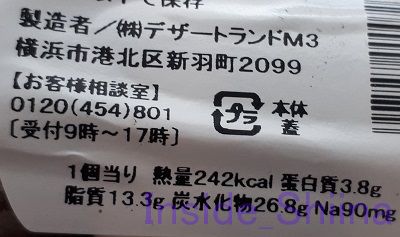 で保存
製造者/㈱デザートランドM3
横浜市港北区新羽町2099
【お客様相談室】
0120(454)801
〔受付9時〜17時〕
プラ
本体
蓋
1個当り 熱量242kcal 蛋白質3.8g
脂質13.3g 炭水化物26.8g Na90mg
Inside_Shiina